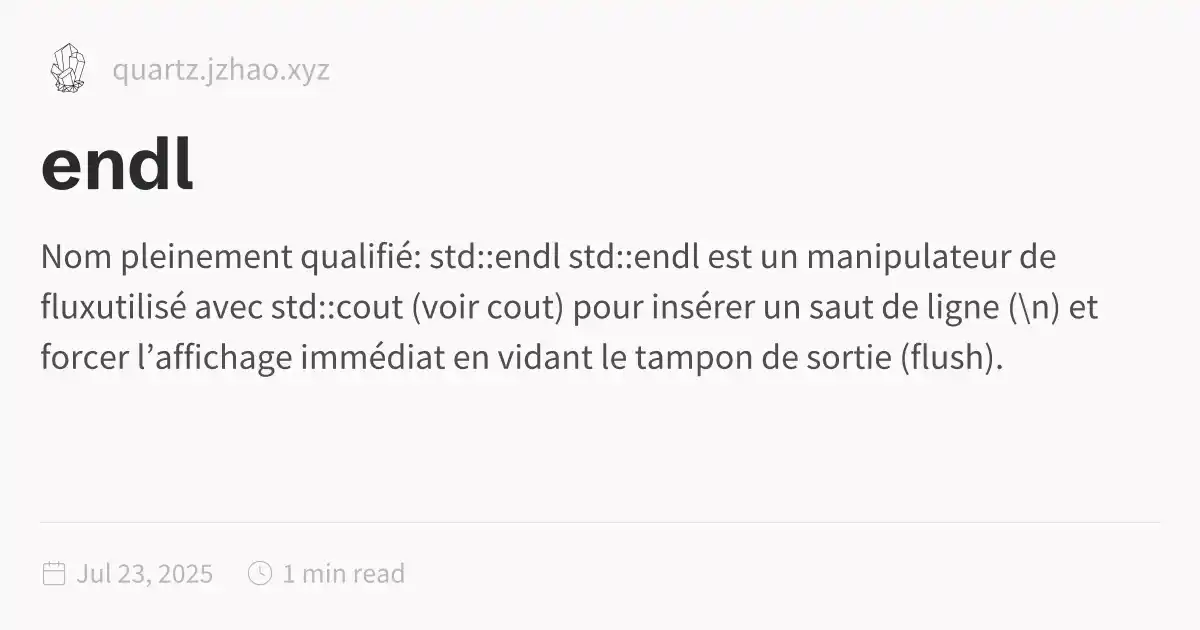 quartz.jzhao.xyz
endl
Nom pleinement qualifié: std::endl std::endl est un manipulateur de
fluxutilisé avec std::cout (voir cout) pour insérer un saut de ligne (\n) et
forcer l’affichage immédiat en vidant le tampon de sortie (flush).
Jul 23, 2025 1 min read